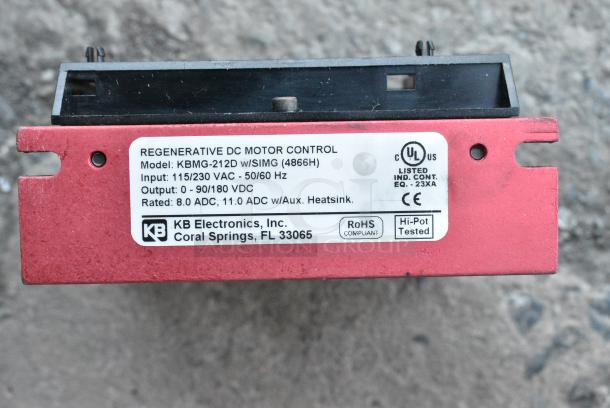 REGENERATIVE DC MOTOR CONTROL
Model: KBMG-212D w/SIMG (4866H)
Input: 115/230 VAC - 50/60 Hz
Output: 0 - 90/180 VDC
Rated: 8.0 ADC, 11.0 ADC w/Aux. Heatsink.
C UL US
LISTED
IND. CONT.
EQ. - 23XA
CE
KB
KB Electronics, Inc.
Coral Springs, FL 33065
RoHS
COMPLIANT
Hi-Pot
Tested